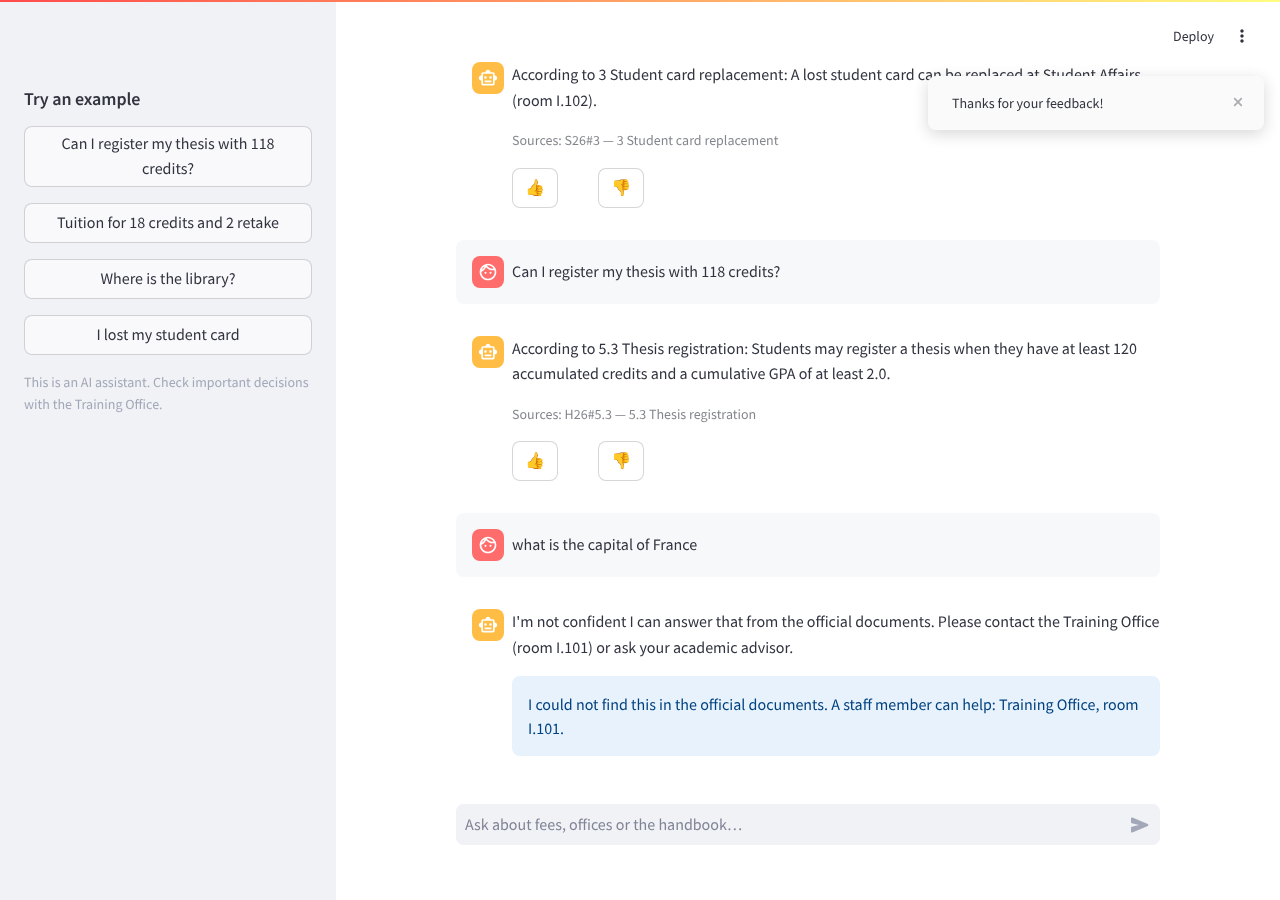 Deploy
Try an example
Can I register my thesis with 118
credits?
Tuition for 18 credits and 2 retake
Where is the library?
I lost my student card
This is an AI assistant. Check important decisions
with the Training Office.
According to 3 Student card replacement: A lost student card can be replaced at Student Affairs
(room I.102).
Thanks for your feedback!
Sources: S26#3 — 3 Student card replacement
Can I register my thesis with 118 credits?
According to 5.3 Thesis registration: Students may register a thesis when they have at least 120
accumulated credits and a cumulative GPA of at least 2.0.
Sources: H26#5.3 — 5.3 Thesis registration
what is the capital of France
I'm not confident I can answer that from the official documents. Please contact the Training Office
(room I.101) or ask your academic advisor.
I could not find this in the official documents. A staff member can help: Training Office, room
I.101.
Ask about fees, offices or the handbook…